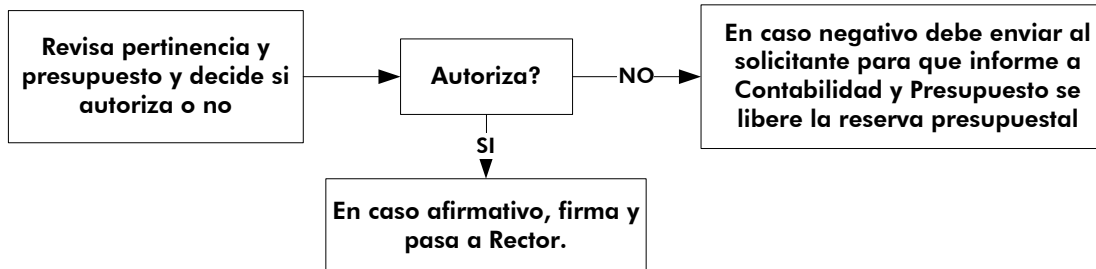 Revisa pertinencia y
presupuesto y decide si
autoriza o no
Autoriza?
NO
En caso negativo debe enviar al
solicitante para que informe a
Contabilidad y Presupuesto se
libere la reserva presupuestal
SI
En caso afirmativo, firma y
pasa a Rector.